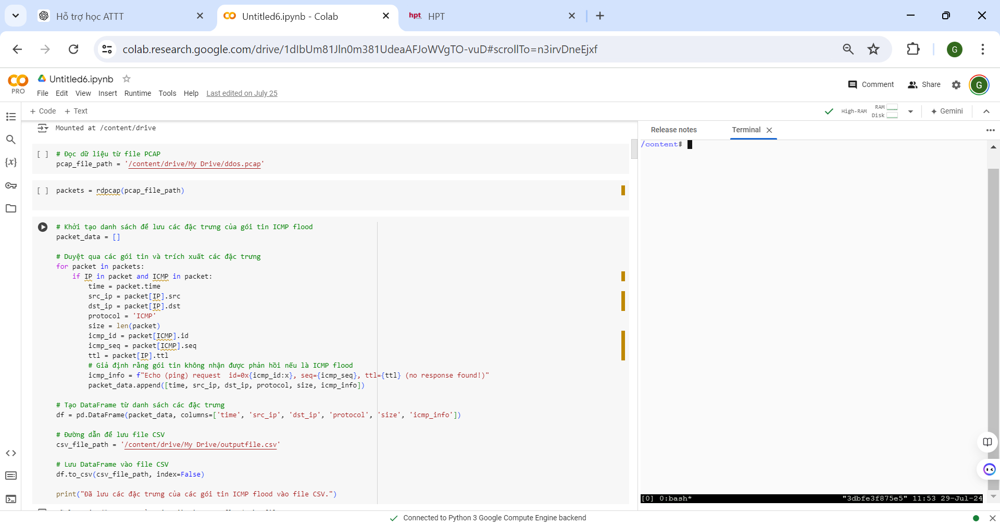 Hỗ trợ học ATTT
Untitled6.ipynb - Colab
hpt HPT
colab.research.google.com/drive/1dIbUm81Jln0m381UdeaAFJoWVgTO-vuD#scrollTo=n3irvDneEjxf
G
PRO
Untitled6.ipynb
Comment
Share
G
File Edit View Insert Runtime Tools Help Last edited on July 25
+ Code + Text
High-RAM
RAM
Disk
Gemini
Mounted at /content/drive
Release notes
Terminal
/content#
[ ] # Đọc dữ liệu từ file PCAP
pcap_file_path = '/content/drive/My Drive/ddos.pcap'
[ ] packets = rdpcap(pcap_file_path)
# Khởi tạo danh sách để lưu các đặc trưng của gói tin ICMP flood
packet_data = []
# Duyệt qua các gói tin và trích xuất các đặc trưng
for packet in packets:
if IP in packet and ICMP in packet:
time = packet.time
src_ip = packet[IP].src
dst_ip = packet[IP].dst
protocol = 'ICMP'
size = len(packet)
icmp_id = packet[ICMP].id
icmp_seq = packet[ICMP].seq
ttl = packet[IP].ttl
# Giả định rằng gói tin không nhận được phản hồi nếu là ICMP flood
icmp_info = f"Echo (ping) request  id=0x{icmp_id:x}, seq={icmp_seq}, ttl={ttl} (no response found!)"
packet_data.append([time, src_ip, dst_ip, protocol, size, icmp_info])
# Tạo DataFrame từ danh sách các đặc trưng
df = pd.DataFrame(packet_data, columns=['time', 'src_ip', 'dst_ip', 'protocol', 'size', 'icmp_info'])
# Đường dẫn để lưu file CSV
csv_file_path = '/content/drive/My Drive/outputfile.csv'
# Lưu DataFrame vào file CSV
df.to_csv(csv_file_path, index=False)
print("Đã lưu các đặc trưng của các gói tin ICMP flood vào file CSV.")
[0] 0:bash*
"3dbfe3f875e5" 11:53 29-Jul-24
Connected to Python 3 Google Compute Engine backend